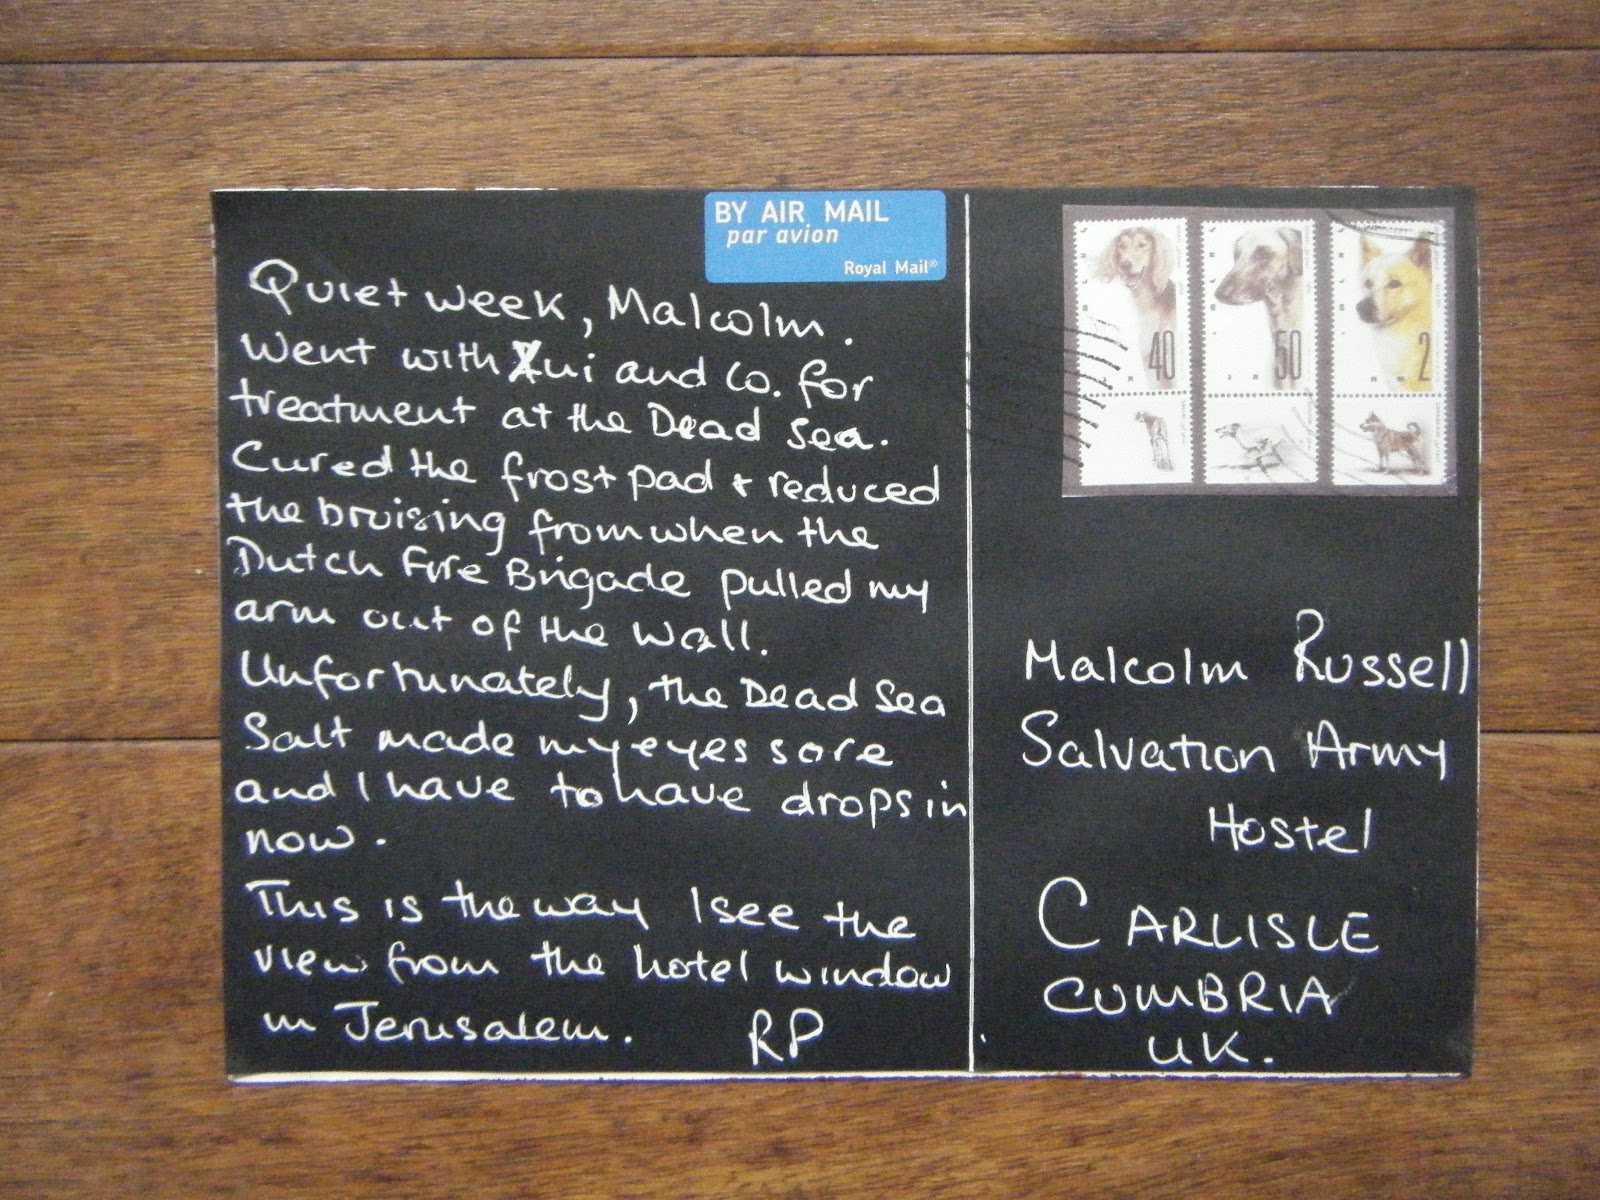 BY AIR MAIL
par avion
Royal Mail®
Quiet week, Malcolm.
Went with Xui and Co. for
treatment at the Dead Sea.
Cured the frost pad + reduced
the bruising from when the
Dutch Fire Brigade pulled my
arm out of the wall.
Unfortunately, the Dead Sea
Salt made my eyes sore
and I have to have drops in
now.
This is the way I see the
view from the hotel window
in Jerusalem. RP
40
50
2
Malcolm Russell
Salvation Army
Hostel
CARLISLE
CUMBRIA
UK.